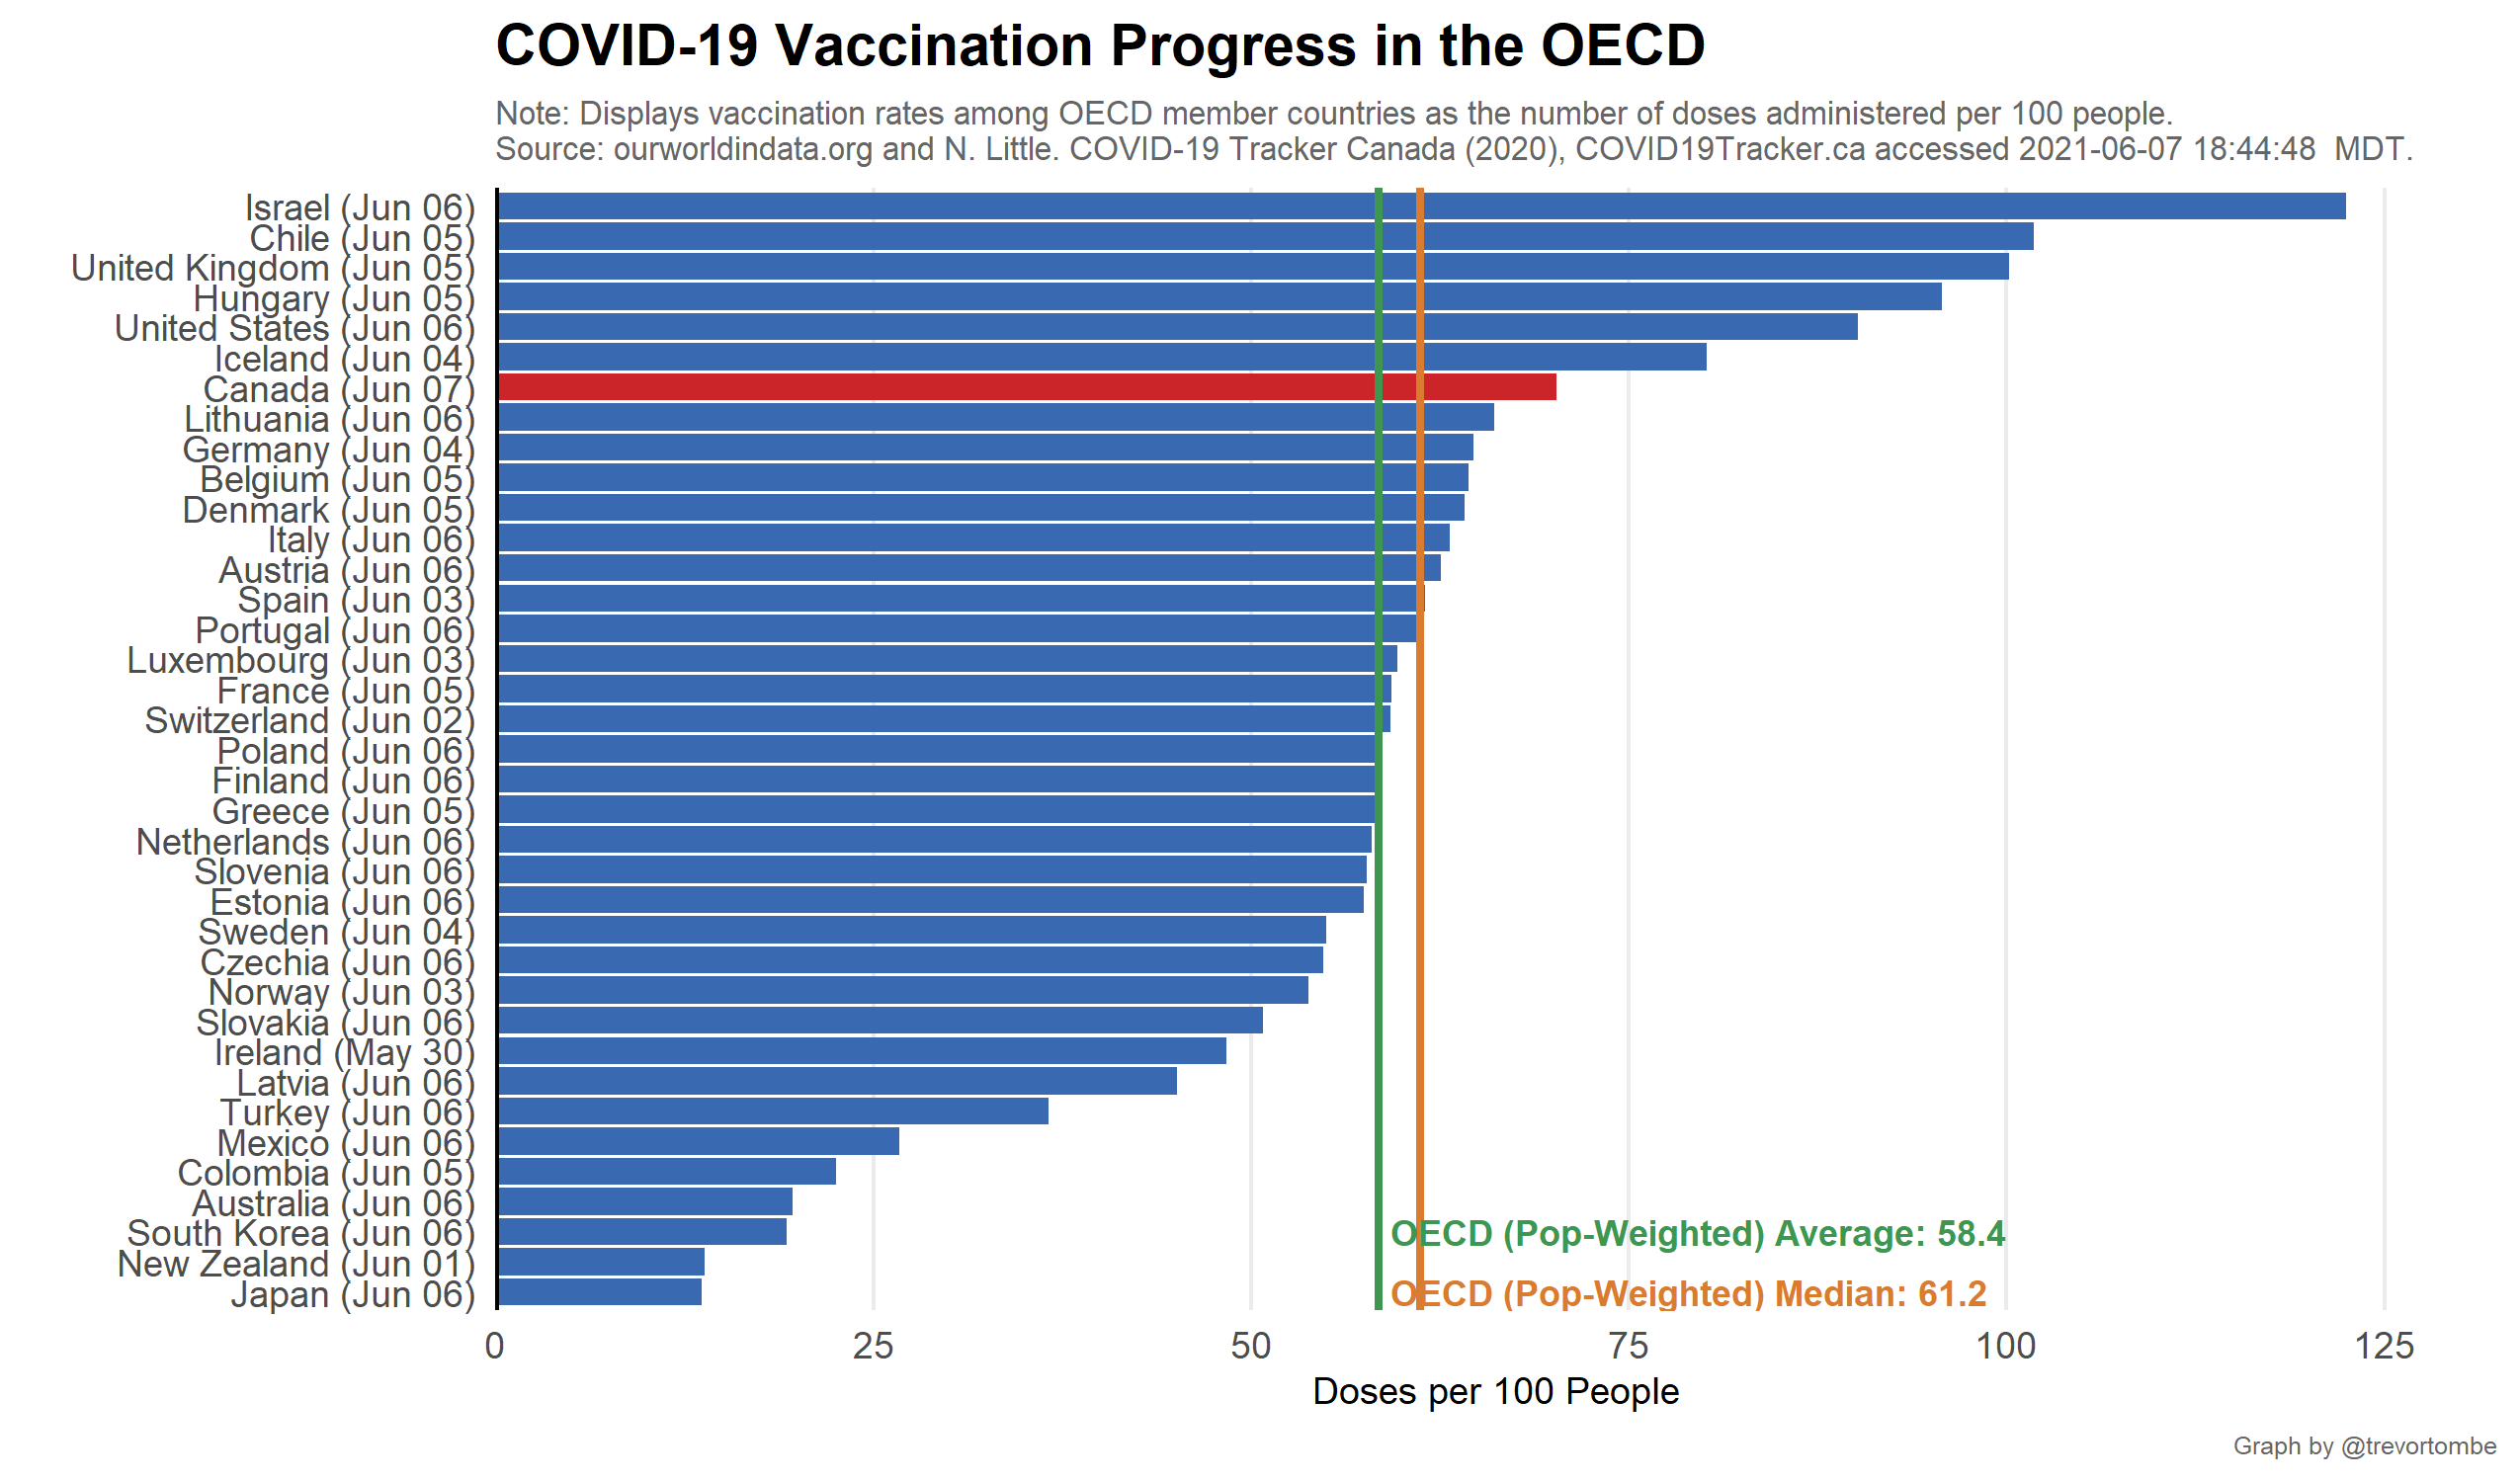 COVID-19 Vaccination Progress in the OECD
Note: Displays vaccination rates among OECD member countries as the number of doses administered per 100 people.
Source: ourworldindata.org and N. Little. COVID-19 Tracker Canada (2020), COVID19Tracker.ca accessed 2021-06-07 18:44:48  MDT.
Israel (Jun 06)
Chile (Jun 05)
United Kingdom (Jun 05)
Hungary (Jun 05)
United States (Jun 06)
Iceland (Jun 04)
Canada (Jun 07)
Lithuania (Jun 06)
Germany (Jun 04)
Belgium (Jun 05)
Denmark (Jun 05)
Italy (Jun 06)
Austria (Jun 06)
Spain (Jun 03)
Portugal (Jun 06)
Luxembourg (Jun 03)
France (Jun 05)
Switzerland (Jun 02)
Poland (Jun 06)
Finland (Jun 06)
Greece (Jun 05)
Netherlands (Jun 06)
Slovenia (Jun 06)
Estonia (Jun 06)
Sweden (Jun 04)
Czechia (Jun 06)
Norway (Jun 03)
Slovakia (Jun 06)
Ireland (May 30)
Latvia (Jun 06)
Turkey (Jun 06)
Mexico (Jun 06)
Colombia (Jun 05)
Australia (Jun 06)
South Korea (Jun 06)
New Zealand (Jun 01)
Japan (Jun 06)
OECD (Pop-Weighted) Average: 58.4
OECD (Pop-Weighted) Median: 61.2
0 25 50 75 100 125
Doses per 100 People
Graph by @trevortombe